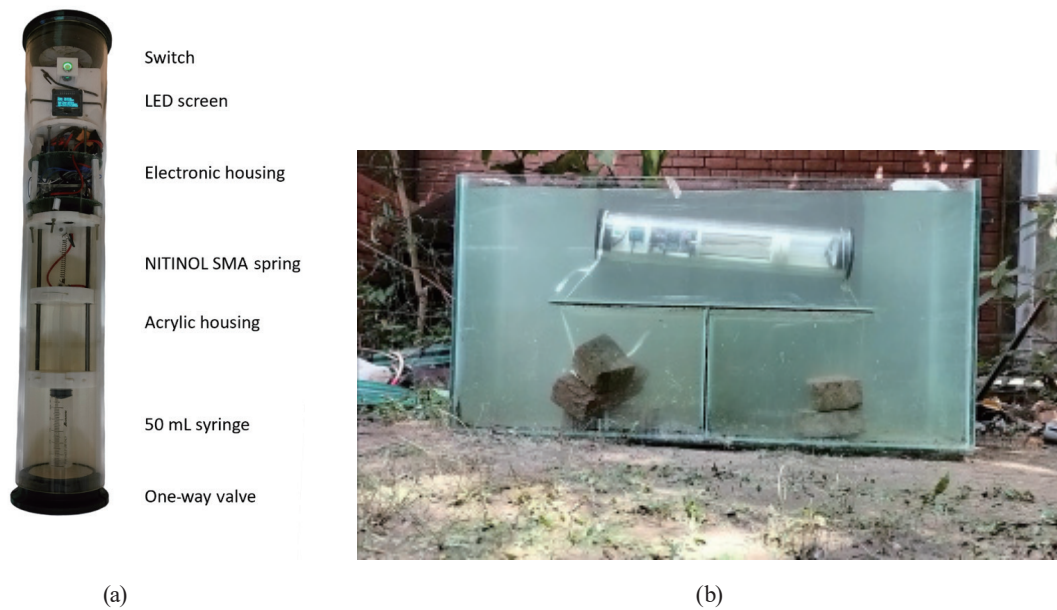 Switch
LED screen
Electronic housing
NITINOL SMA spring
Acrylic housing
50 mL syringe
One-way valve
(a)
(b)